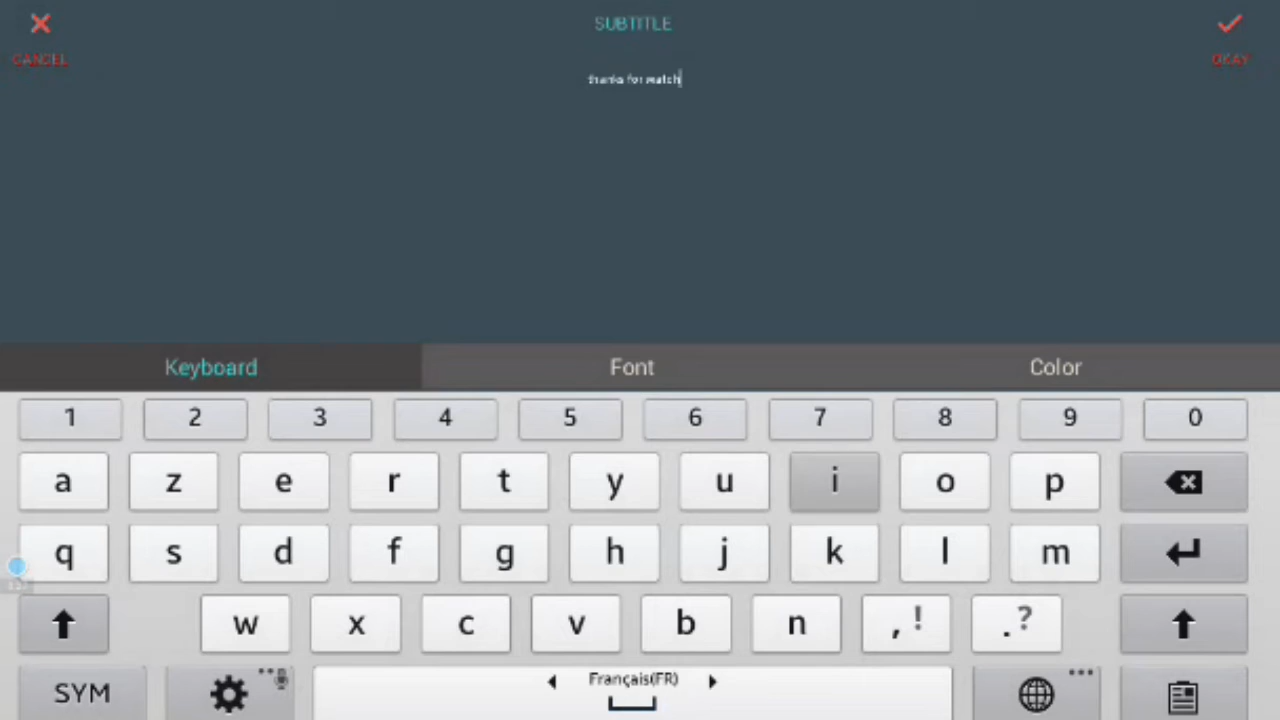 SUBTITLE
CANCEL
OKAY
thanks for watch
Keyboard Font Color
1 2 3 4 5 6 7 8 9 0
a z e r t y u i o p
q s d f g h j k l m
w x c v b n , ! . ?
SYM Français(FR)